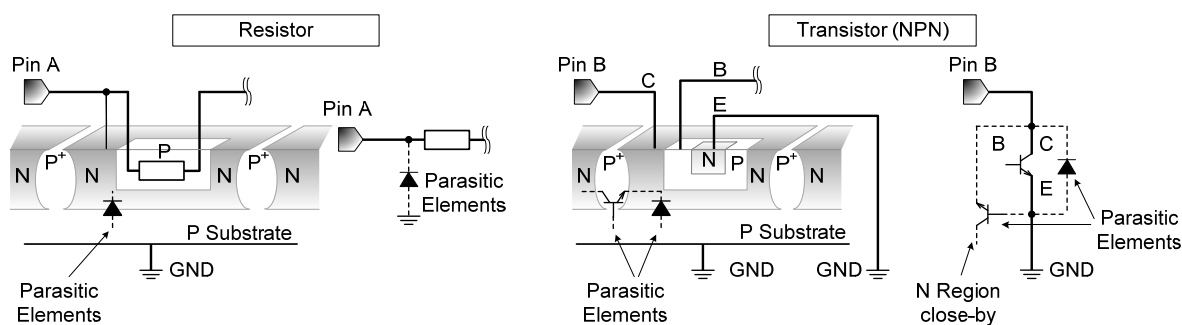 Resistor
Pin A
N
P+
N
P
N
P+
N
Parasitic
Elements
P Substrate
GND
Pin A
Parasitic
Elements
Transistor (NPN)
Pin B
C
B
E
N
P+
N
N
P
N
P+
N
P Substrate
GND
GND
Parasitic
Elements
Pin B
B
C
E
Parasitic
Elements
GND
N Region
close-by